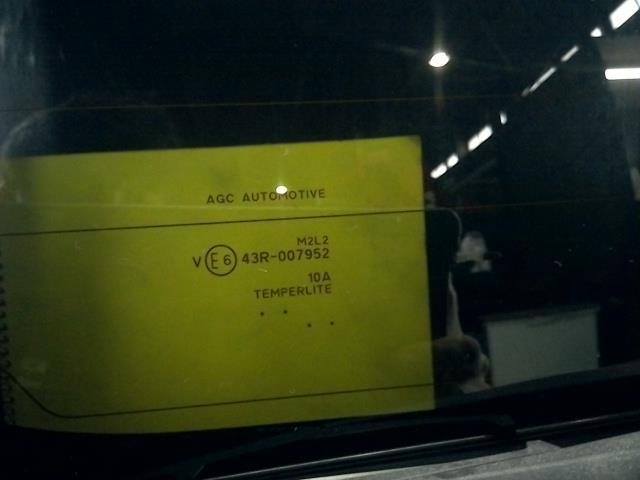 AGC AUTOMOTIVE
M2L2
V E6 43R-007952
10A
TEMPERLITE